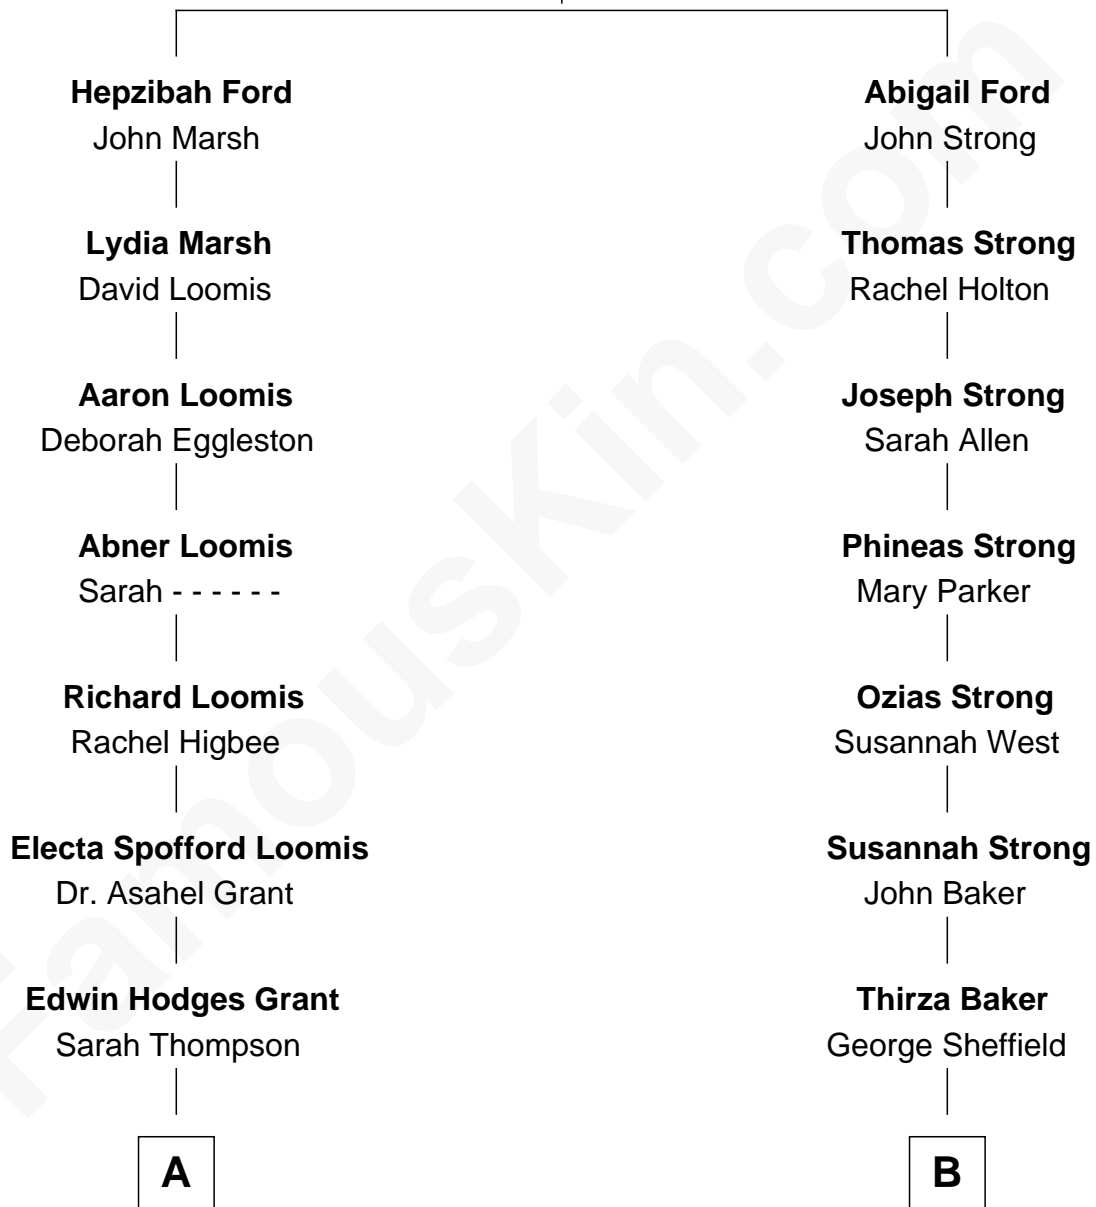 Hepzibah Ford
John Marsh
Lydia Marsh
David Loomis
Aaron Loomis
Deborah Eggleston
Abner Loomis
Sarah - - - - - -
Richard Loomis
Rachel Higbee
Electa Spofford Loomis
Dr. Asahel Grant
Edwin Hodges Grant
Sarah Thompson
A
Abigail Ford
John Strong
Thomas Strong
Rachel Holton
Joseph Strong
Sarah Allen
Phineas Strong
Mary Parker
Ozias Strong
Susannah West
Susannah Strong
John Baker
Thirza Baker
George Sheffield
B
FamousKin.com